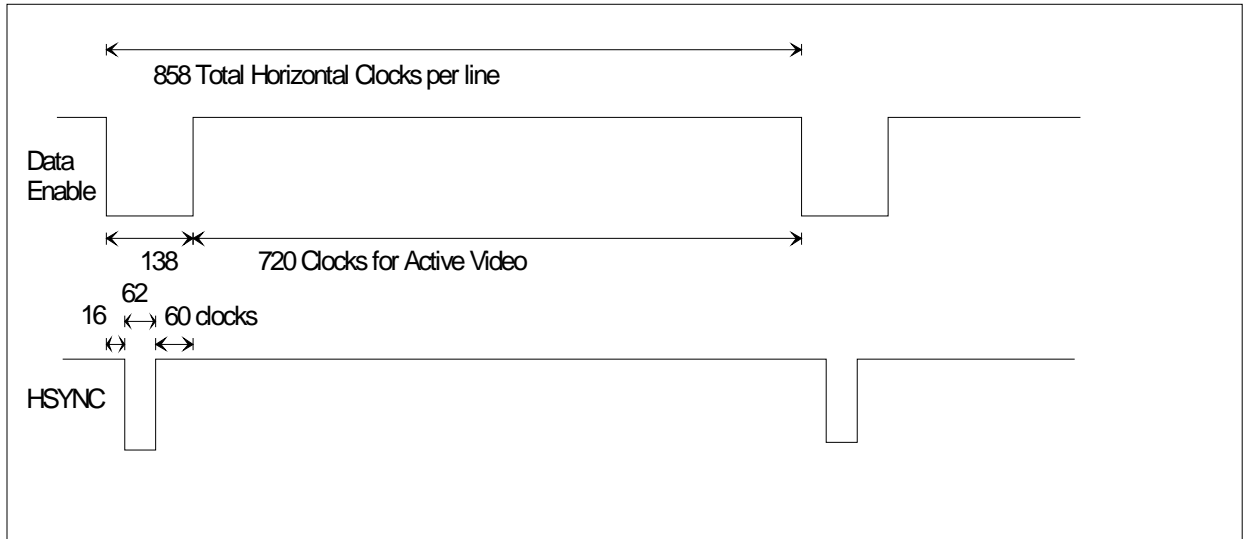 858 Total Horizontal Clocks per line
Data
Enable
138
720 Clocks for Active Video
62
16
60 clocks
HSYNC